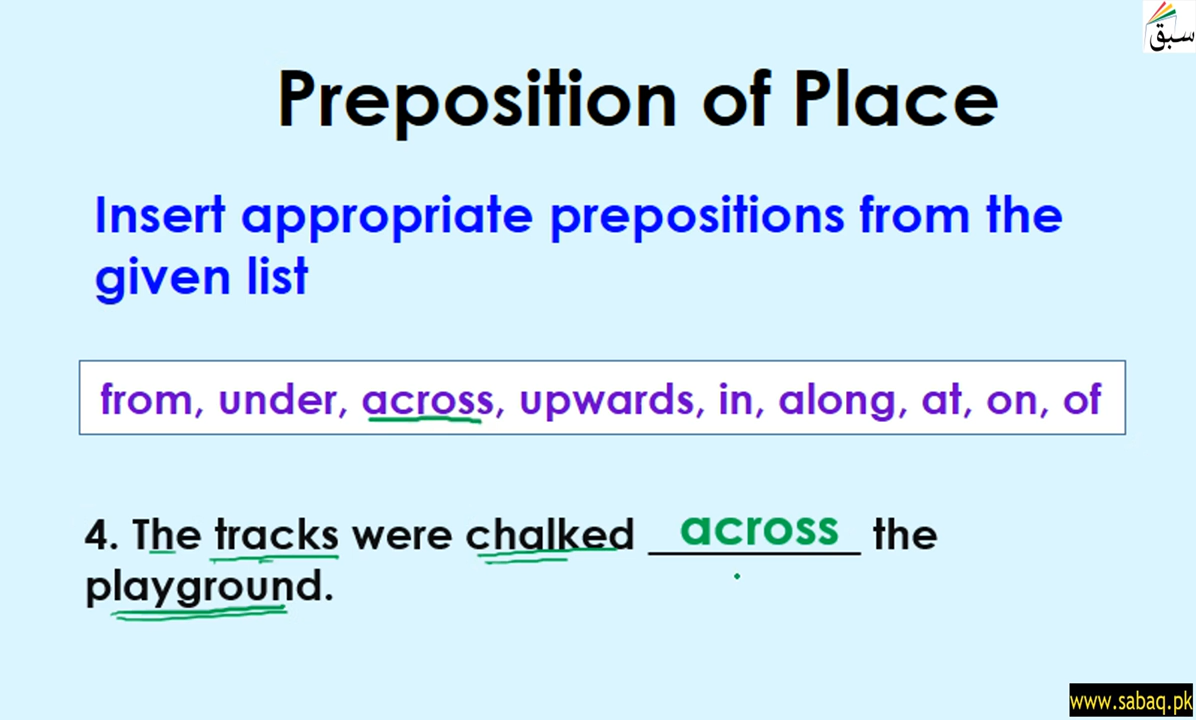 سبق
Preposition of Place
Insert appropriate prepositions from the
given list
from, under, across, upwards, in, along, at, on, of
4. The tracks were chalked across the
playground.
www.sabaq.pk